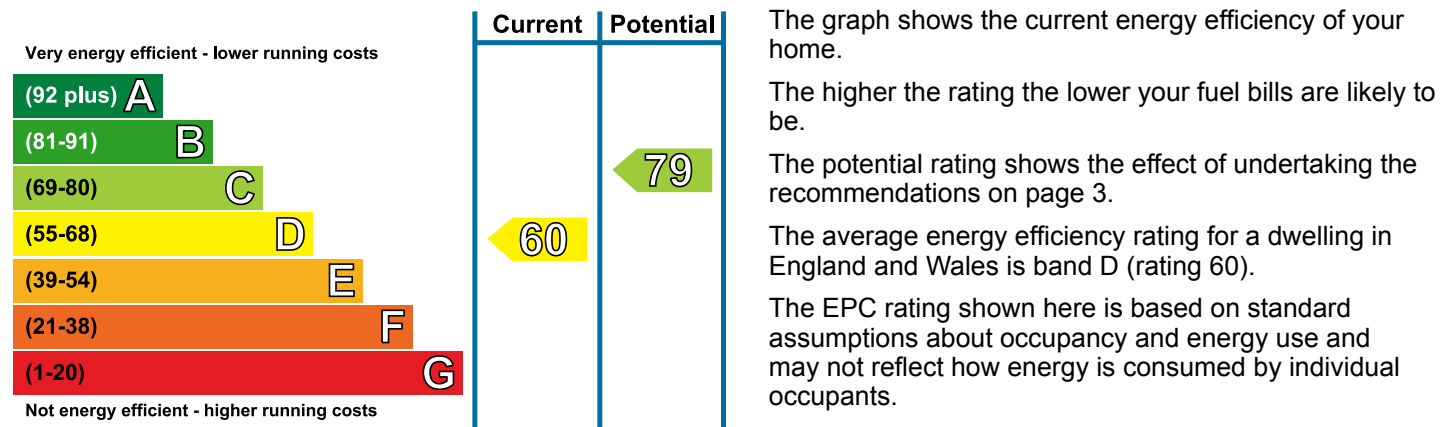 Current Potential
Very energy efficient - lower running costs
(92 plus) A
(81-91) B
(69-80) C
79
(55-68) D
60
(39-54) E
(21-38) F
(1-20) G
Not energy efficient - higher running costs
The graph shows the current energy efficiency of your
home.
The higher the rating the lower your fuel bills are likely to
be.
The potential rating shows the effect of undertaking the
recommendations on page 3.
The average energy efficiency rating for a dwelling in
England and Wales is band D (rating 60).
The EPC rating shown here is based on standard
assumptions about occupancy and energy use and
may not reflect how energy is consumed by individual
occupants.